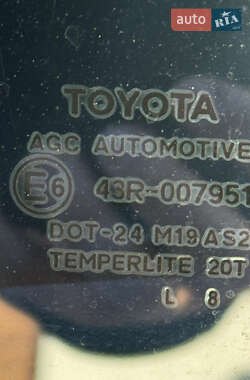 auto RIA
TOYOTA
AGC AUTOMOTIVE
E6 43R-007951
DOT-24 M19 AS2
TEMPERLITE 20T
L 8